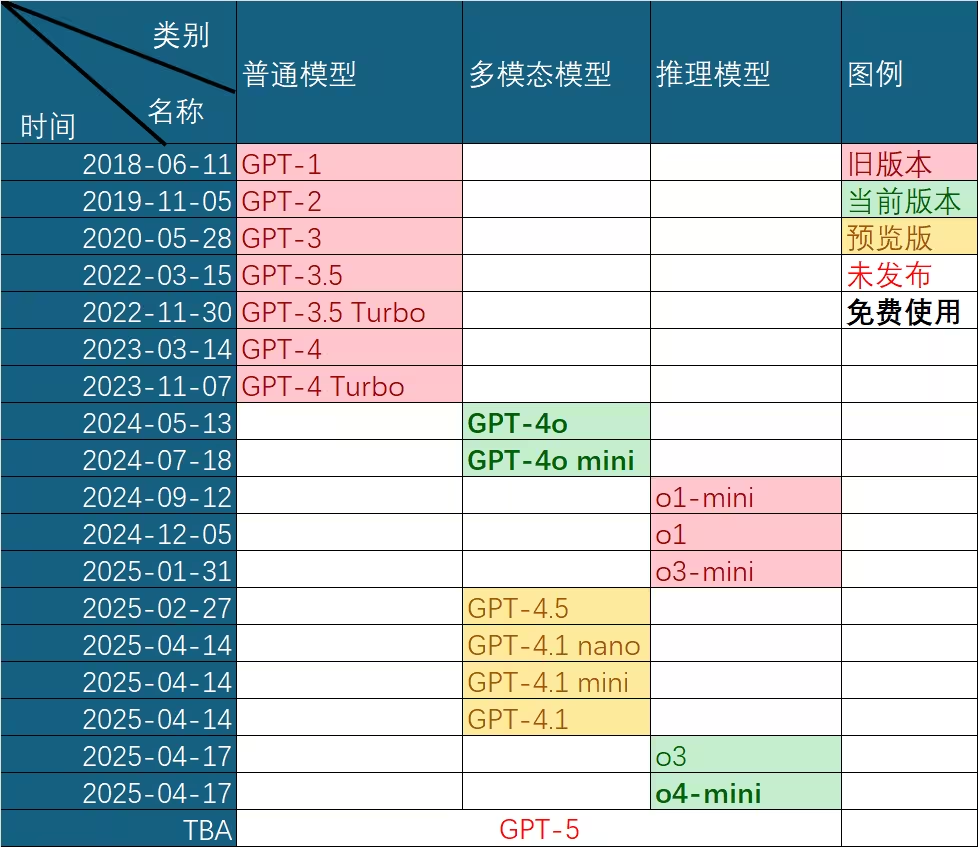 类别
名称
时间
普通模型 多模态模型 推理模型 图例
2018-06-11 GPT-1 旧版本
2019-11-05 GPT-2 当前版本
2020-05-28 GPT-3 预览版
2022-03-15 GPT-3.5 未发布
2022-11-30 GPT-3.5 Turbo 免费使用
2023-03-14 GPT-4
2023-11-07 GPT-4 Turbo
2024-05-13 GPT-4o
2024-07-18 GPT-4o mini
2024-09-12 o1-mini
2024-12-05 o1
2025-01-31 o3-mini
2025-02-27 GPT-4.5
2025-04-14 GPT-4.1 nano
2025-04-14 GPT-4.1 mini
2025-04-14 GPT-4.1
2025-04-17 o3
2025-04-17 o4-mini
TBA GPT-5